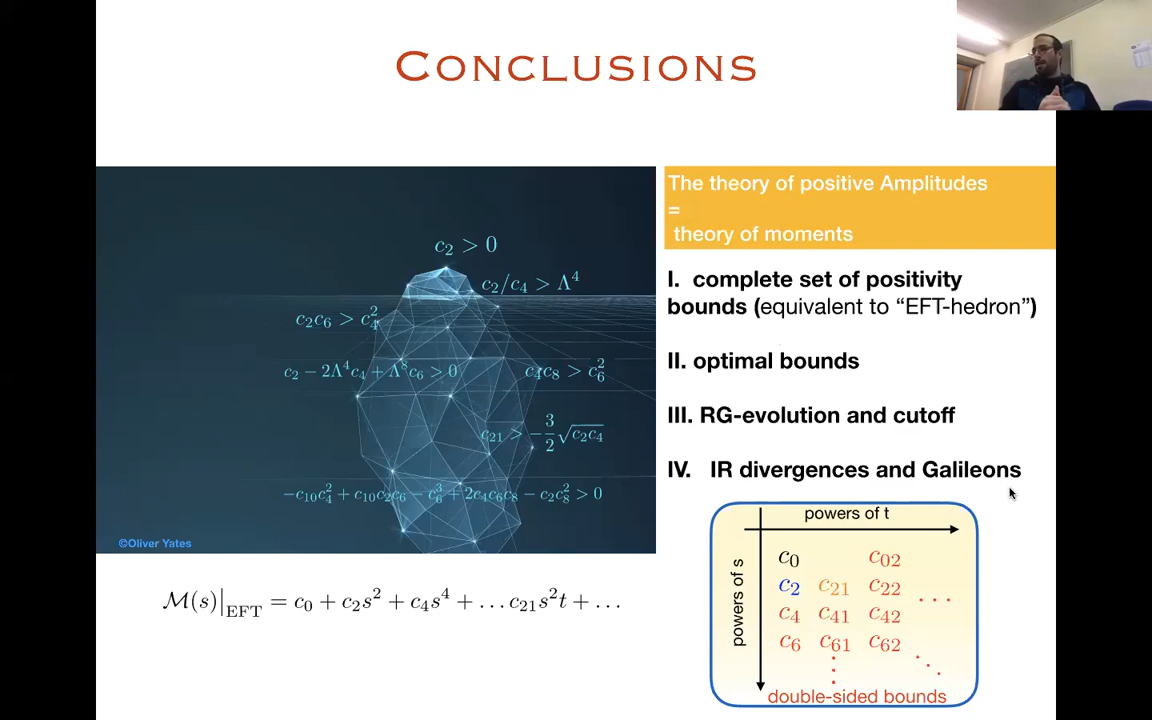 CONCLUSIONS
c₂ > 0
c₂/c₄ > Λ⁴
c₂c₆ > c₄²
c₂ − 2Λ⁴c₄ + Λ⁸c₆ > 0
c₄c₈ > c₆²
c₂₁ > −3/2 √(c₂c₄)
−c₁₀c₄² + c₁₀c₂c₆ − c₆³ + 2c₄c₆c₈ − c₂c₈² > 0
©Oliver Yates
M(s)|EFT = c₀ + c₂s² + c₄s⁴ + … c₂₁s²t + …
The theory of positive Amplitudes
=
theory of moments
I. complete set of positivity
bounds (equivalent to “EFT-hedron”)
II. optimal bounds
III. RG-evolution and cutoff
IV. IR divergences and Galileons
powers of t
powers of s
c₀ c₀₂
c₂ c₂₁ c₂₂ ...
c₄ c₄₁ c₄₂
c₆ c₆₁ c₆₂
double-sided bounds